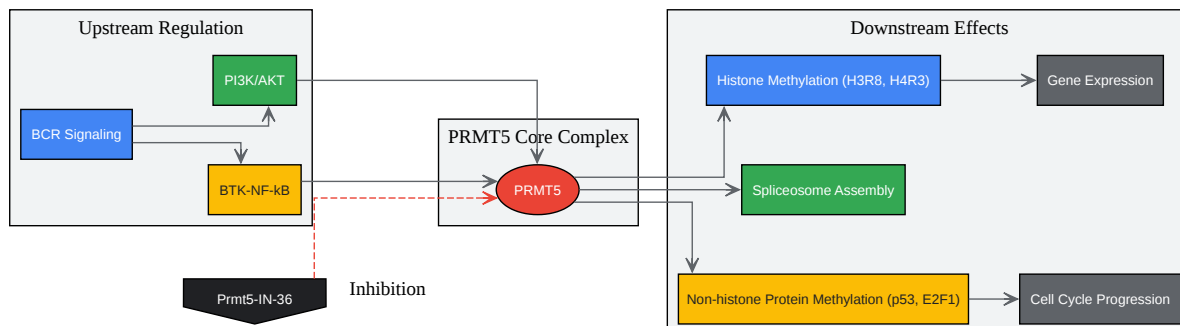 Upstream Regulation
PI3K/AKT
BCR Signaling
BTK-NF-kB
PRMT5 Core Complex
PRMT5
Prmt5-IN-36
Inhibition
Downstream Effects
Histone Methylation (H3R8, H4R3)
Gene Expression
Spliceosome Assembly
Non-histone Protein Methylation (p53, E2F1)
Cell Cycle Progression